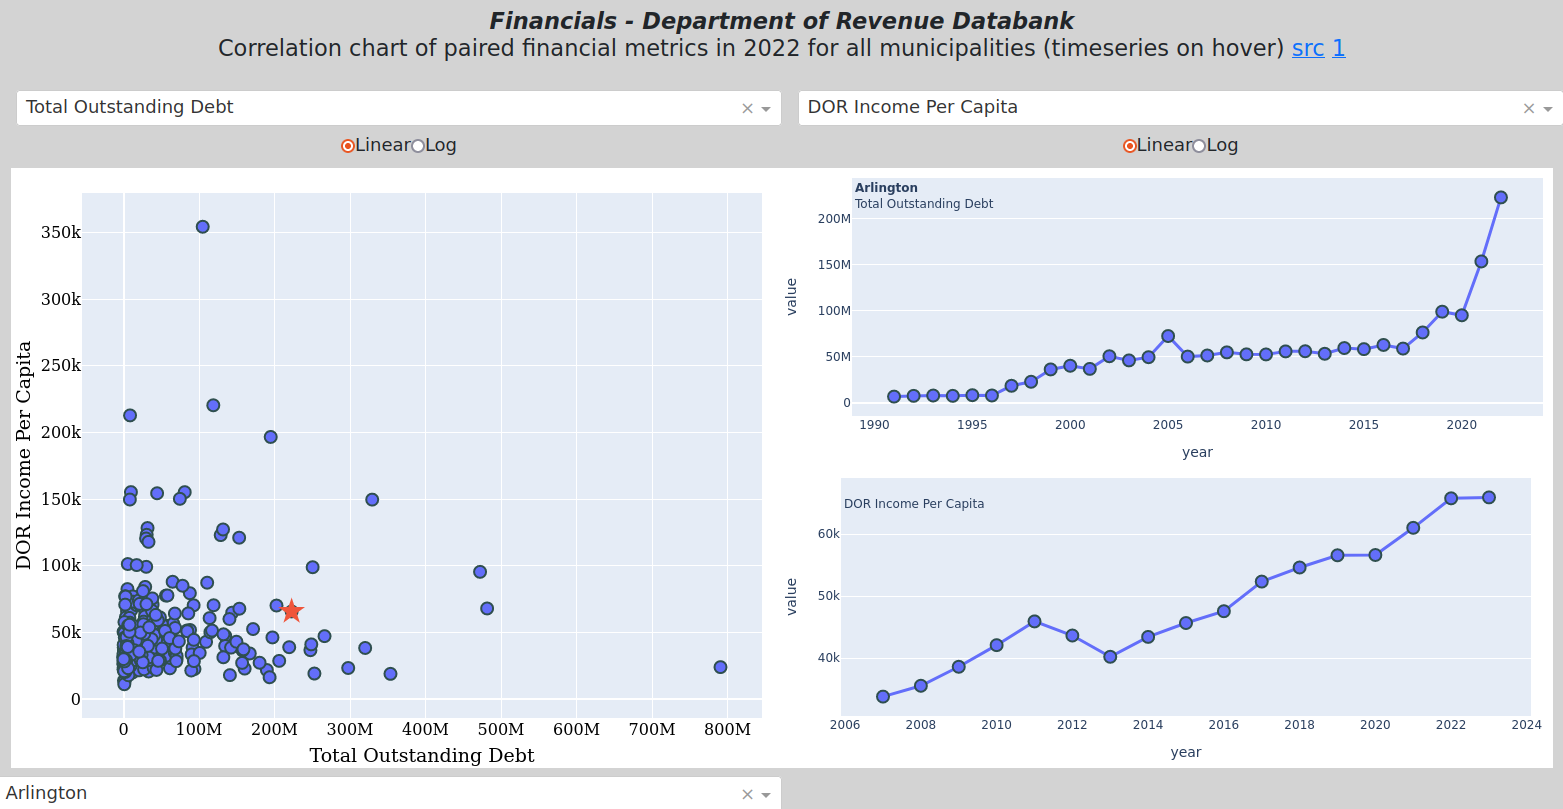 Financials - Department of Revenue Databank
Correlation chart of paired financial metrics in 2022 for all municipalities (timeseries on hover) src 1
Total Outstanding Debt
DOR Income Per Capita
Linear Log
Linear Log
350k
300k
250k
200k
150k
100k
50k
0
DOR Income Per Capita
0 100M 200M 300M 400M 500M 600M 700M 800M
Total Outstanding Debt
Arlington
Total Outstanding Debt
200M
150M
100M
50M
0
value
1990 1995 2000 2005 2010 2015 2020
year
DOR Income Per Capita
60k
50k
40k
value
2006 2008 2010 2012 2014 2016 2018 2020 2022 2024
year
Arlington